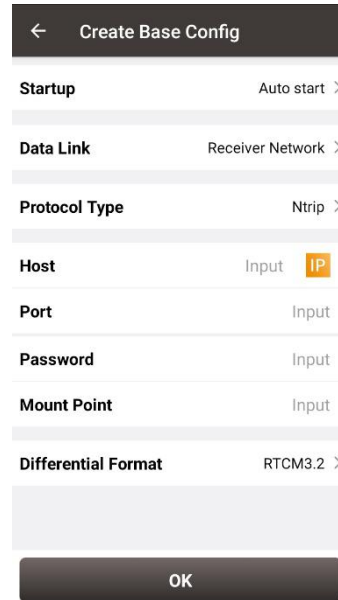 Create Base Config
Startup Auto start
Data Link Receiver Network
Protocol Type Ntrip
Host Input IP
Port Input
Password Input
Mount Point Input
Differential Format RTCM3.2
OK